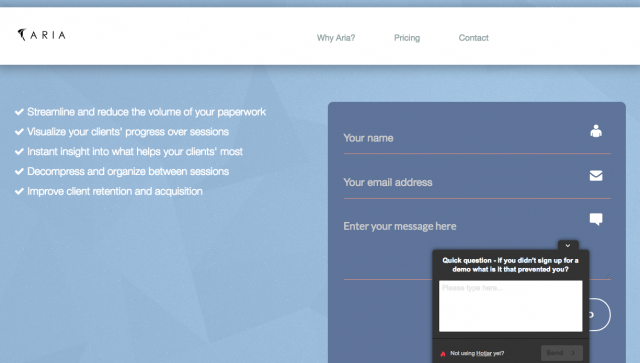 ARIA
Why Aria?
Pricing
Contact
Streamline and reduce the volume of your paperwork
Visualize your clients' progress over sessions
Instant Insight into what helps your clients' most
Decompress and organize between sessions
Improve client retention and acquisition
Your name
Your email address
Enter your message here
Quick question - if you didn't sign up for a
demo what is it that prevented you?
Please type here...
Not using Hotjar yet?
Send